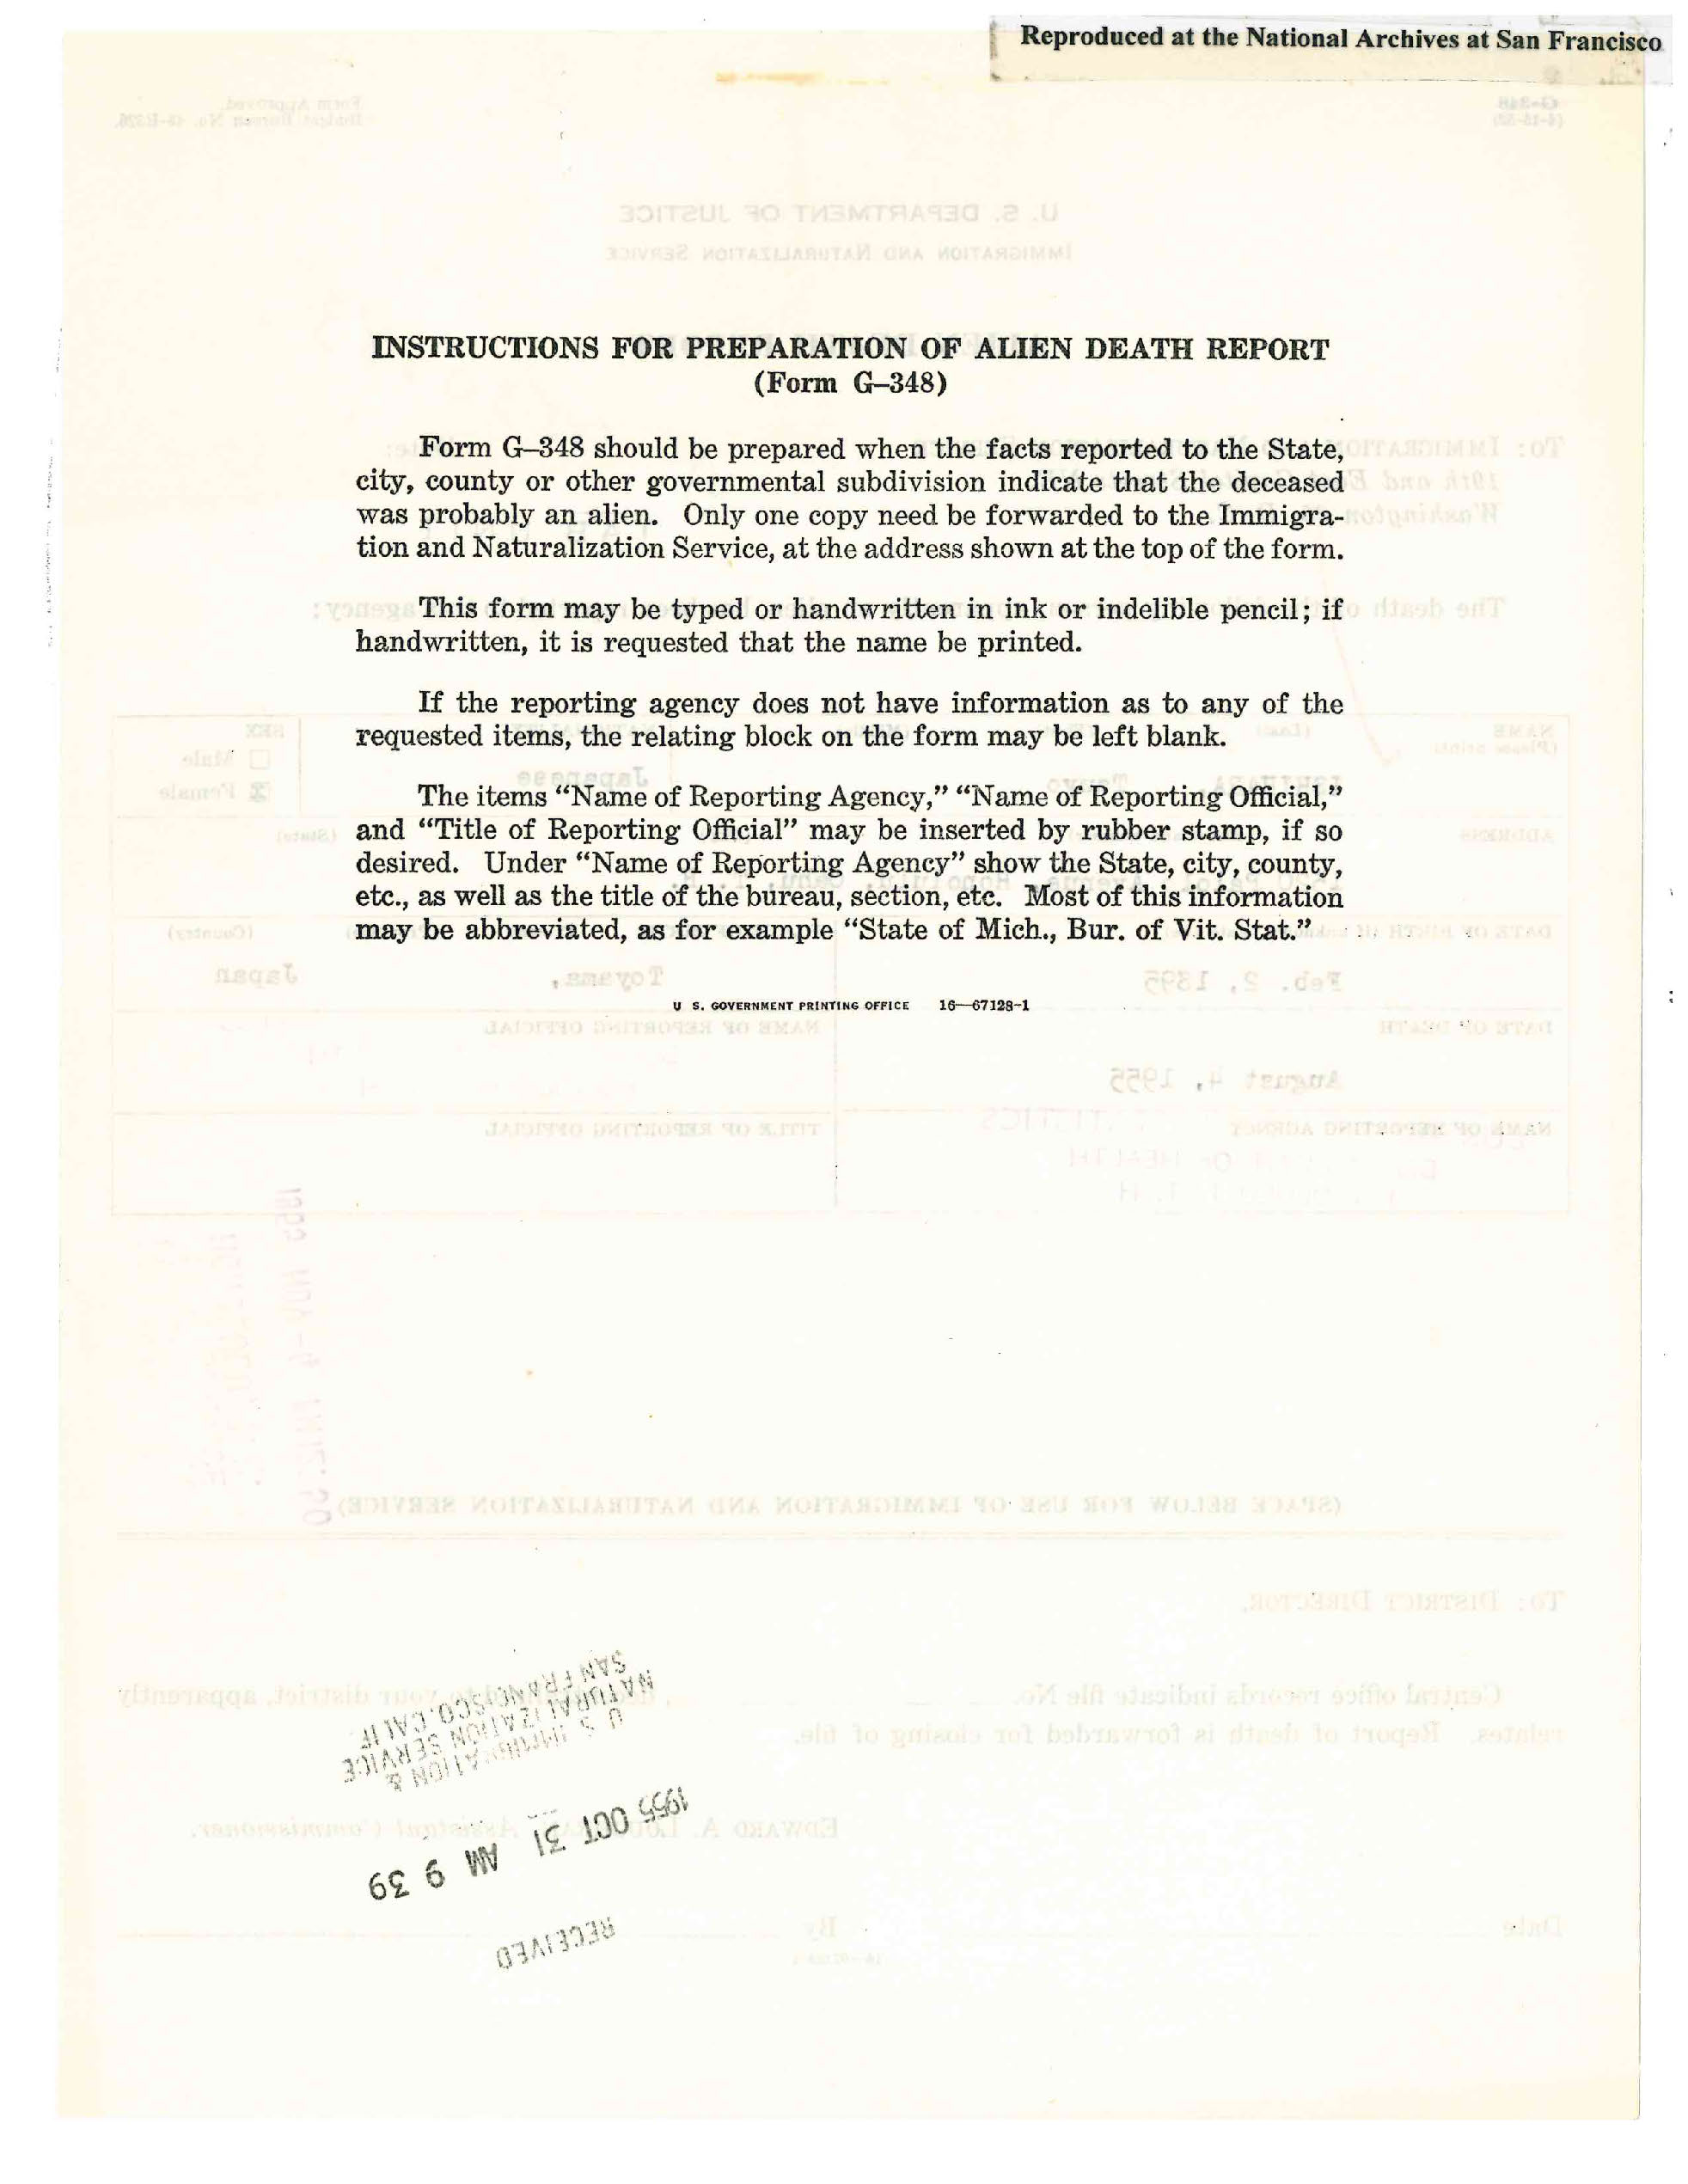 Reproduced at the National Archives at San Francisco
INSTRUCTIONS FOR PREPARATION OF ALIEN DEATH REPORT
(Form G–348)
Form G–348 should be prepared when the facts reported to the State,
city, county or other governmental subdivision indicate that the deceased
was probably an alien. Only one copy need be forwarded to the Immigra-
tion and Naturalization Service, at the address shown at the top of the form.
This form may be typed or handwritten in ink or indelible pencil; if
handwritten, it is requested that the name be printed.
If the reporting agency does not have information as to any of the
requested items, the relating block on the form may be left blank.
The items “Name of Reporting Agency,” “Name of Reporting Official,”
and “Title of Reporting Official” may be inserted by rubber stamp, if so
desired. Under “Name of Reporting Agency” show the State, city, county,
etc., as well as the title of the bureau, section, etc. Most of this information
may be abbreviated, as for example “State of Mich., Bur. of Vit. Stat.”
U S. GOVERNMENT PRINTING OFFICE 16—67128-1
RECEIVED
1955 OCT 31 AM 9 39
U S IMMIGRATION &
NATURALIZATION SERVICE
SAN FRANCISCO, CALIF